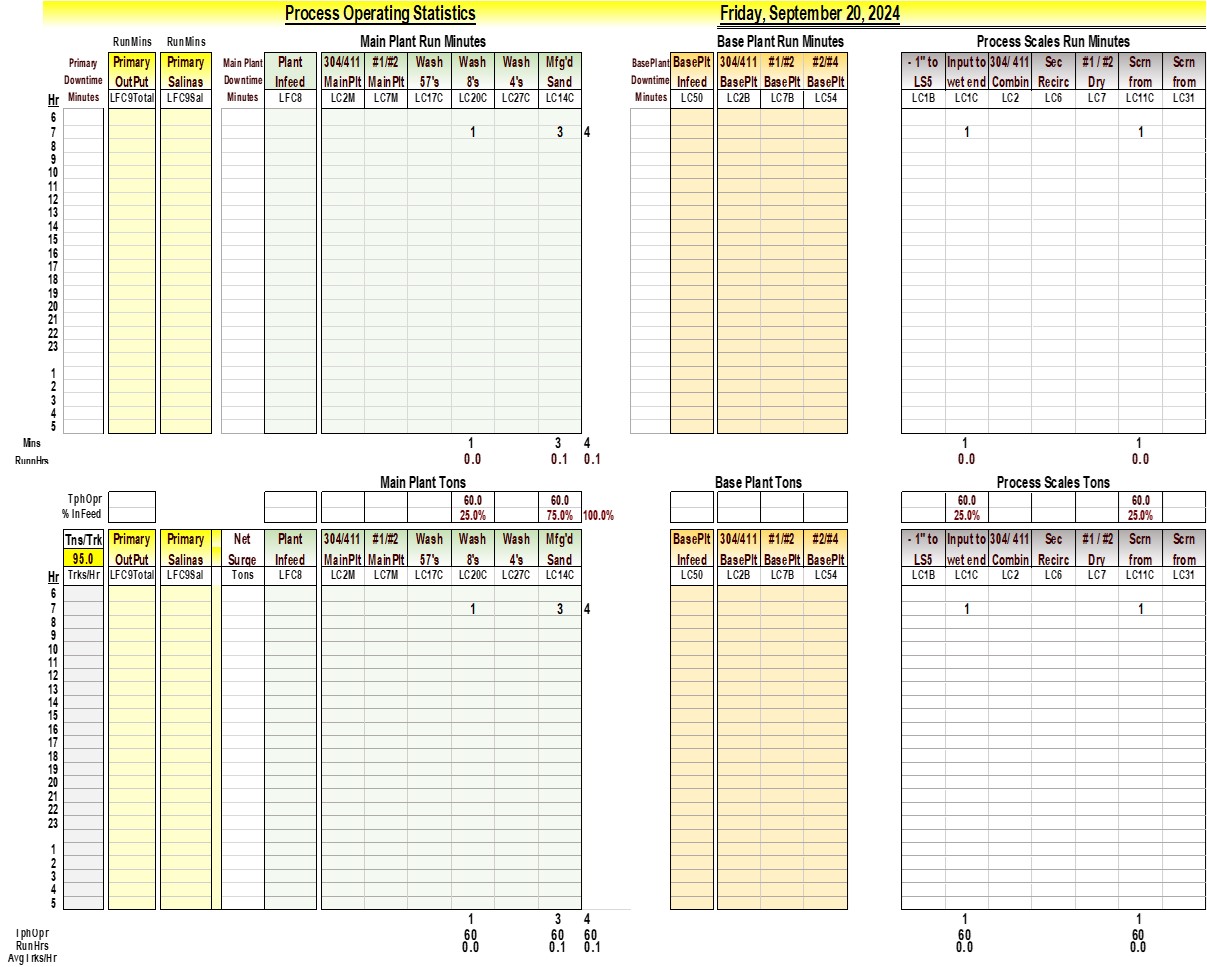 Process Operating Statistics Friday, September 20, 2024
RunMins RunMins Main Plant Run Minutes Base Plant Run Minutes Process Scales Run Minutes
Primary Primary Primary Main Plant Plant 304/411 #1/#2 Wash Wash Wash Mfg'd BasePlant BasePlt 304/411 #1/#2 #2/#4 - 1" to Input to 304/ 411 Sec #1 / #2 Scrn Scrn
Downtime OutPut Salinas Downtime Infeed MainPlt MainPlt 57's 8's 4's Sand Downtime Infeed BasePlt BasePlt BasePlt LS5 wet end Combin Recirc Dry from from
Hr Minutes LFC9Total LFC9Sal Minutes LFC8 LC2M LC7M LC17C LC20C LC27C LC14C Minutes LC50 LC2B LC7B LC54 LC1B LC1C LC2 LC6 LC7 LC11C LC31
6
7 1 3 4 1 1
8
9
10
11
12
13
14
15
16
17
18
19
20
21
22
23
1
2
3
4
5
Mins 1 3 4 1 1
RunnHrs 0.0 0.1 0.1 0.0 0.0
Main Plant Tons Base Plant Tons Process Scales Tons
TphOpr 60.0 60.0 60.0 60.0
% InFeed 25.0% 75.0% 100.0% 25.0% 25.0%
Tns/Trk Primary Primary Net Plant 304/411 #1/#2 Wash Wash Wash Mfg'd BasePlt 304/411 #1/#2 #2/#4 - 1" to Input to 304/ 411 Sec #1 / #2 Scrn Scrn
95.0 OutPut Salinas Surge Infeed MainPlt MainPlt 57's 8's 4's Sand Infeed BasePlt BasePlt BasePlt LS5 wet end Combin Recirc Dry from from
Hr Trks/Hr LFC9Total LFC9Sal Tons LFC8 LC2M LC7M LC17C LC20C LC27C LC14C LC50 LC2B LC7B LC54 LC1B LC1C LC2 LC6 LC7 LC11C LC31
6
7 1 3 4 1 1
8
9
10
11
12
13
14
15
16
17
18
19
20
21
22
23
1
2
3
4
5
1 3 4 1 1
TphOpr 60 60 60 60 60
RunHrs 0.0 0.1 0.1 0.0 0.0
AvgTrks/Hr